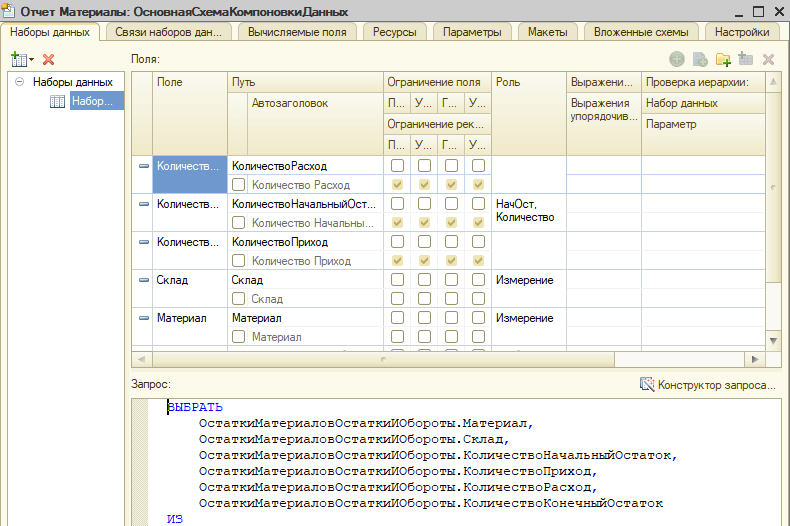 Отчет Материалы: ОсновнаяСхемаКомпоновкиДанных
Наборы данных
Связи наборов дан...
Вычисляемые поля
Ресурсы
Параметры
Макеты
Вложенные схемы
Настройки
Поля:
Наборы данных
Набор...
Поле
Путь
Ограничение поля
Роль
Выражени...
Проверка иерархии:
Автозаголовок
П... У... Г... У...
Выражения упорядочив...
Набор данных
Ограничение рек...
Параметр
П... У... Г... У...
Количеств... КоличествоРасход
Количество Расход
Количеств... КоличествоНачальныйОст... НачОст,
Количество Начальны... Количество
Количеств... КоличествоПриход
Количество Приход
Склад Склад Измерение
Склад
Материал Материал Измерение
Материал
Запрос:
Конструктор запроса...
ВЫБРАТЬ
ОстаткиМатериаловОстаткиИОбороты.Материал,
ОстаткиМатериаловОстаткиИОбороты.Склад,
ОстаткиМатериаловОстаткиИОбороты.КоличествоНачальныйОстаток,
ОстаткиМатериаловОстаткиИОбороты.КоличествоПриход,
ОстаткиМатериаловОстаткиИОбороты.КоличествоРасход,
ОстаткиМатериаловОстаткиИОбороты.КоличествоКонечныйОстаток
ИЗ